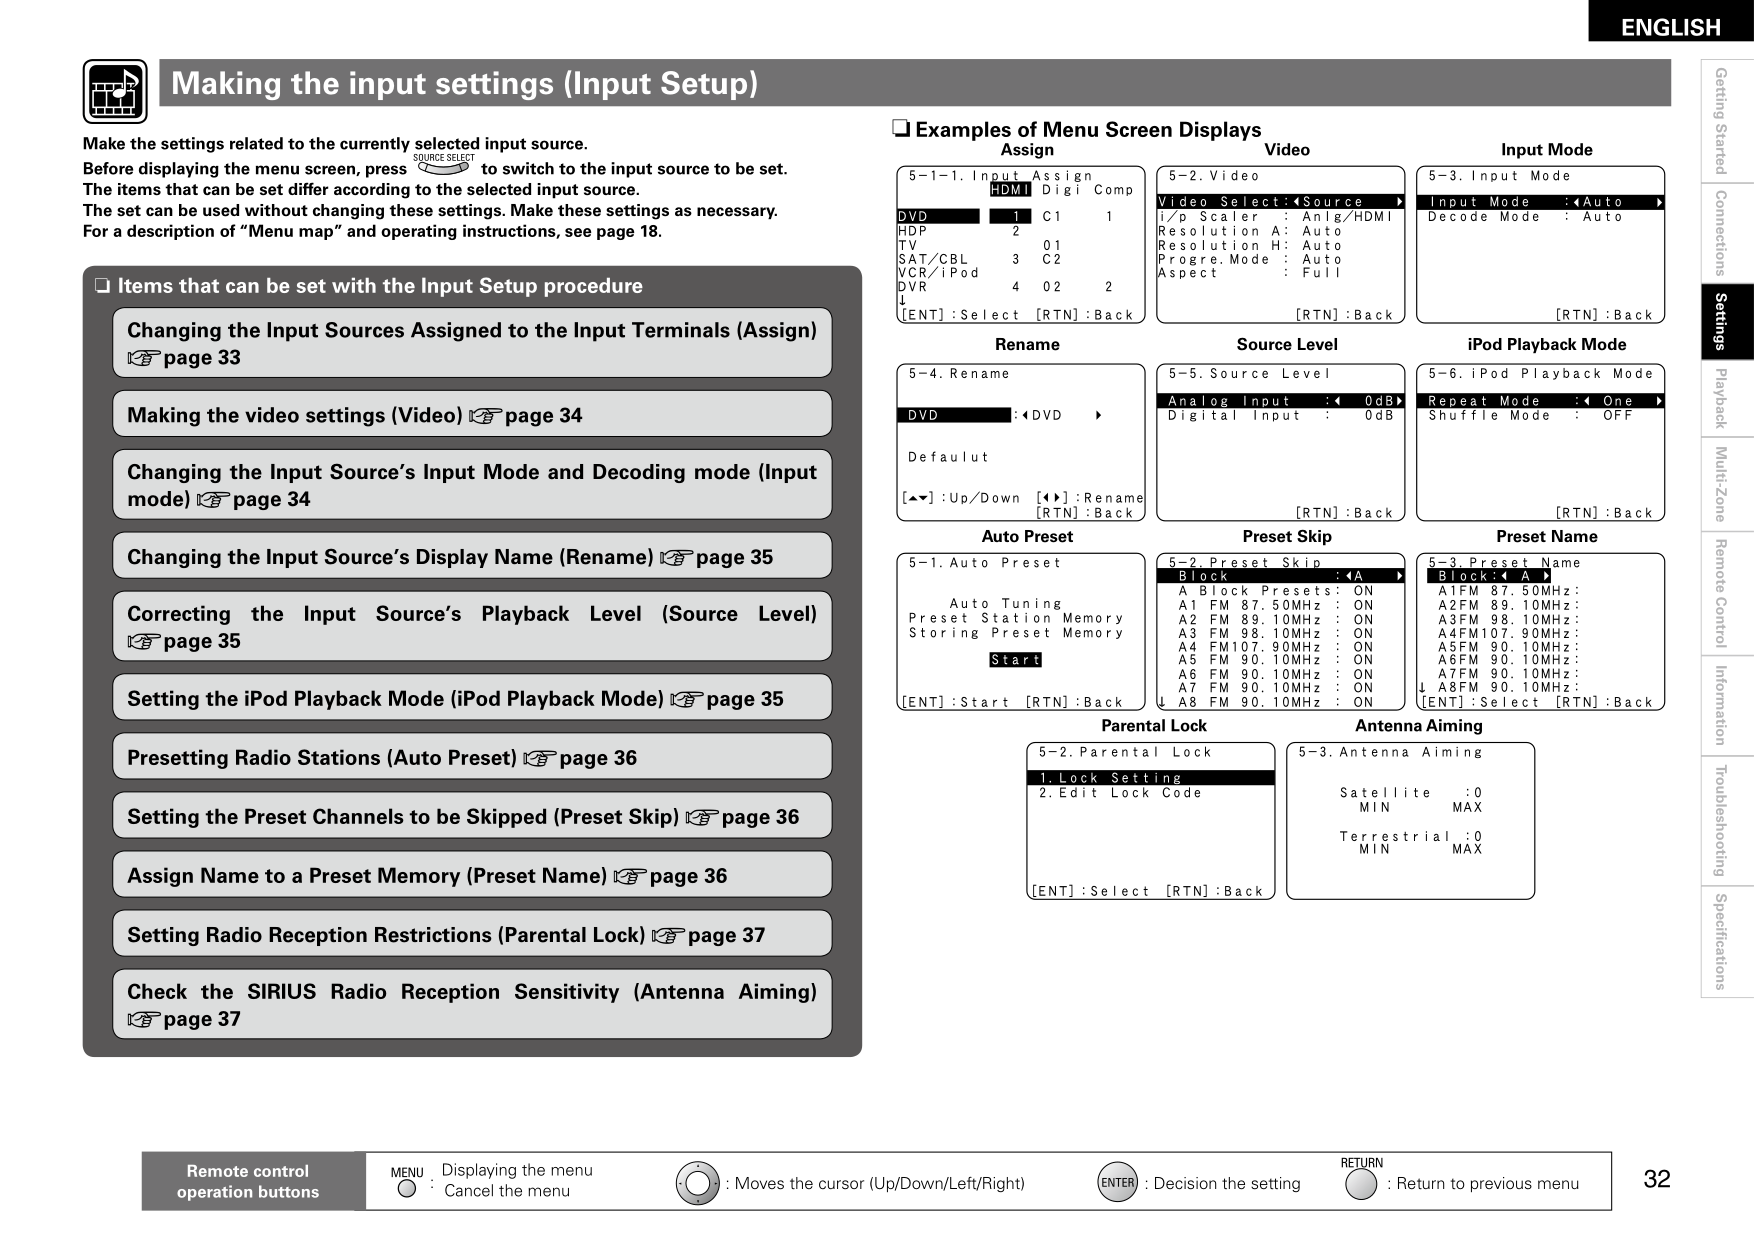 ENGLISH
Making the input settings (Input Setup)
Make the settings related to the currently selected input source.
SOURCE SELECT
Before displaying the menu screen, press to switch to the input source to be set.
The items that can be set differ according to the selected input source.
The set can be used without changing these settings. Make these settings as necessary.
For a description of “Menu map” and operating instructions, see page 18.
❏ Items that can be set with the Input Setup procedure
Changing the Input Sources Assigned to the Input Terminals (Assign)
☞page 33
Making the video settings (Video) ☞page 34
Changing the Input Source’s Input Mode and Decoding mode (Input
mode) ☞page 34
Changing the Input Source’s Display Name (Rename) ☞page 35
Correcting the Input Source’s Playback Level (Source Level)
☞page 35
Setting the iPod Playback Mode (iPod Playback Mode) ☞page 35
Presetting Radio Stations (Auto Preset) ☞page 36
Setting the Preset Channels to be Skipped (Preset Skip) ☞page 36
Assign Name to a Preset Memory (Preset Name) ☞page 36
Setting Radio Reception Restrictions (Parental Lock) ☞page 37
Check the SIRIUS Radio Reception Sensitivity (Antenna Aiming)
☞page 37
❏ Examples of Menu Screen Displays
Assign
5-1-1. Input Assign
HDMI Digi Comp
DVD 1 C1 1
HDP 2
TV O1
SAT/CBL 3 C2
VCR/iPod
DVR 4 O2 2
↓
[ENT]:Select [RTN]:Back
Video
5-2. Video
Video Select:◀Source ▶
i/p Scaler : Anlg/HDMI
Resolution A: Auto
Resolution H: Auto
Progre. Mode : Auto
Aspect : Full
[RTN]:Back
Input Mode
5-3. Input Mode
Input Mode :◀Auto ▶
Decode Mode : Auto
[RTN]:Back
Rename
5-4. Rename
DVD :◀DVD ▶
Defaulut
[▲▼]:Up/Down [◀▶]:Rename
[RTN]:Back
Source Level
5-5. Source Level
Analog Input :◀ 0dB▶
Digital Input : 0dB
[RTN]:Back
iPod Playback Mode
5-6. iPod Playback Mode
Repeat Mode :◀ One ▶
Shuffle Mode : OFF
[RTN]:Back
Auto Preset
5-1. Auto Preset
Auto Tuning
Preset Station Memory
Storing Preset Memory
Start
[ENT]:Start [RTN]:Back
Preset Skip
5-2. Preset Skip
Block :◀A ▶
A Block Presets: ON
A1 FM 87.50MHz : ON
A2 FM 89.10MHz : ON
A3 FM 98.10MHz : ON
A4 FM107.90MHz : ON
A5 FM 90.10MHz : ON
A6 FM 90.10MHz : ON
A7 FM 90.10MHz : ON
↓ A8 FM 90.10MHz : ON
Preset Name
5-3. Preset Name
Block:◀ A ▶
A1FM 87.50MHz:
A2FM 89.10MHz:
A3FM 98.10MHz:
A4FM107.90MHz:
A5FM 90.10MHz:
A6FM 90.10MHz:
A7FM 90.10MHz:
↓ A8FM 90.10MHz:
[ENT]:Select [RTN]:Back
Parental Lock
5-2. Parental Lock
1. Lock Setting
2. Edit Lock Code
[ENT]:Select [RTN]:Back
Antenna Aiming
5-3. Antenna Aiming
Satellite :0
MIN MAX
Terrestrial :0
MIN MAX
Getting Started
Connections
Settings
Playback
Multi-Zone
Remote Control
Information
Troubleshooting
Specifications
Remote control
operation buttons
MENU : Displaying the menu
Cancel the menu
: Moves the cursor (Up/Down/Left/Right)
ENTER : Decision the setting
RETURN
: Return to previous menu
32